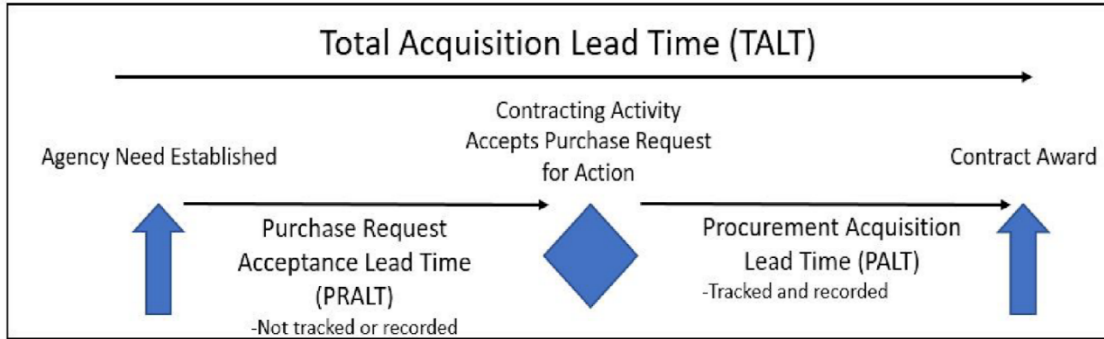 Total Acquisition Lead Time (TALT)
Agency Need Established
Contracting Activity
Accepts Purchase Request
for Action
Contract Award
Purchase Request
Acceptance Lead Time
(PRALT)
-Not tracked or recorded
Procurement Acquisition
Lead Time (PALT)
-Tracked and recorded